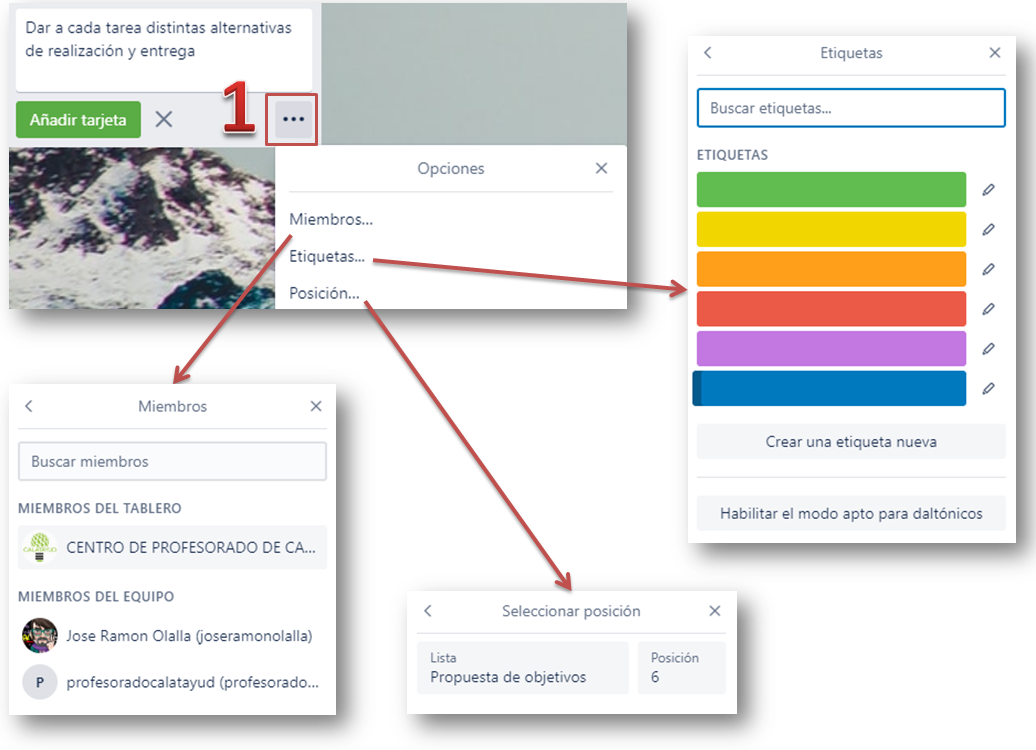 Dar a cada tarea distintas alternativas
de realización y entrega
Añadir tarjeta
1
Opciones
Miembros...
Etiquetas...
Posición...
Etiquetas
Buscar etiquetas...
ETIQUETAS
Crear una etiqueta nueva
Habilitar el modo apto para daltónicos
Miembros
Buscar miembros
MIEMBROS DEL TABLERO
CALATAYUD
CENTRO DE PROFESORADO DE CA...
MIEMBROS DEL EQUIPO
Jose Ramon Olalla (joseramonolalla)
P
profesoradocalatayud (profesorado...
Seleccionar posición
Lista
Propuesta de objetivos
Posición
6